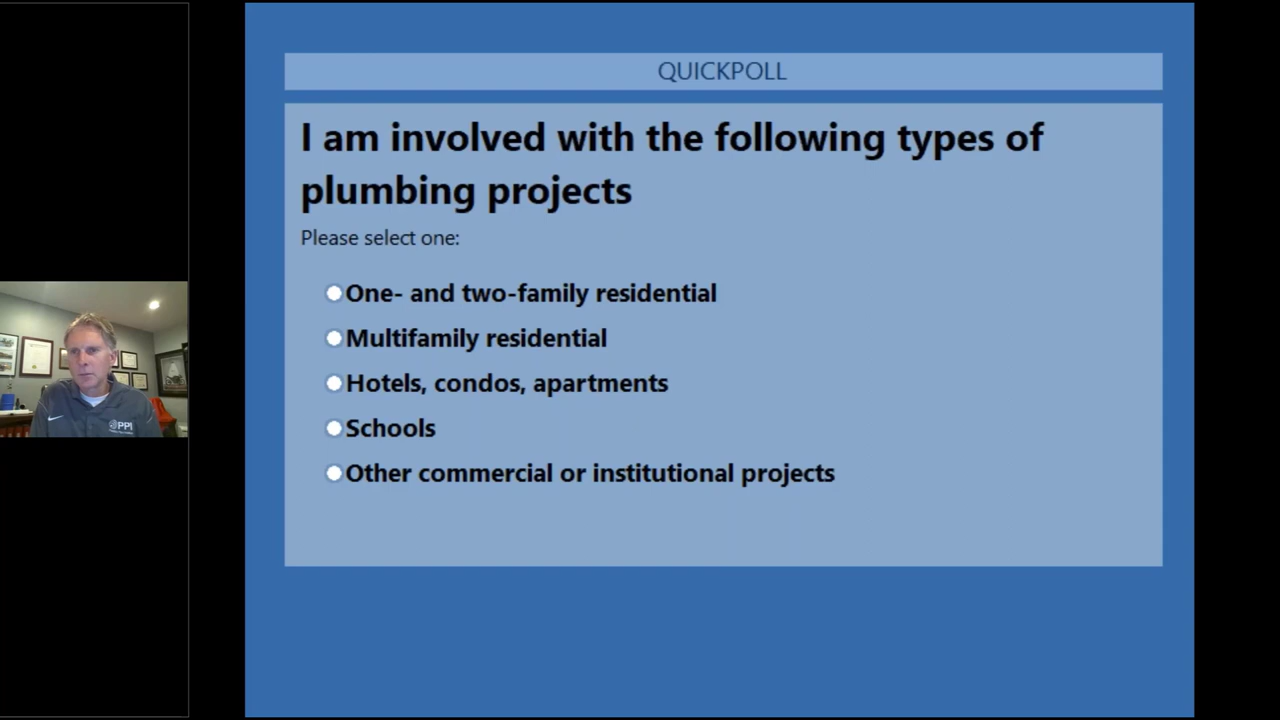 QUICKPOLL
I am involved with the following types of
plumbing projects
Please select one:
One- and two-family residential
Multifamily residential
Hotels, condos, apartments
Schools
Other commercial or institutional projects
PPI